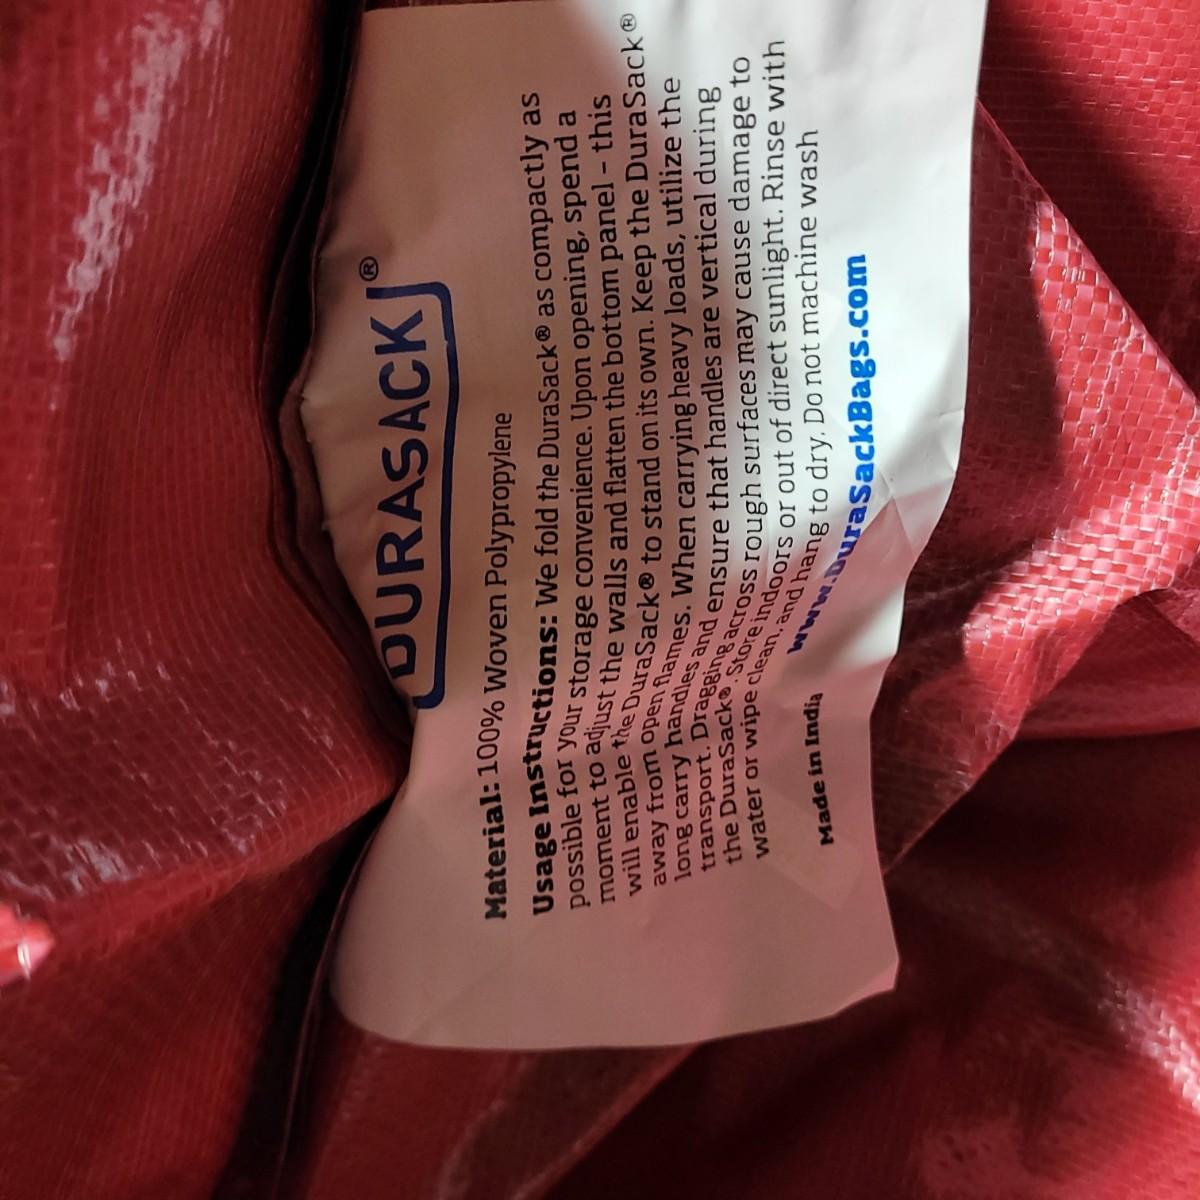 DURASACK®
Material: 100% Woven Polypropylene
Usage Instructions: We fold the DuraSack® as compactly as
possible for your storage convenience. Upon opening, spend a
moment to adjust the walls and flatten the bottom panel - this
will enable the DuraSack® to stand on its own. Keep the DuraSack®
away from open flames. When carrying heavy loads, utilize the
long carry handles and ensure that handles are vertical during
transport. Dragging across rough surfaces may cause damage to
the DuraSack®. Store indoors or out of direct sunlight. Rinse with
water or wipe clean, and hang to dry. Do not machine wash
Made in India
www.DuraSackBags.com